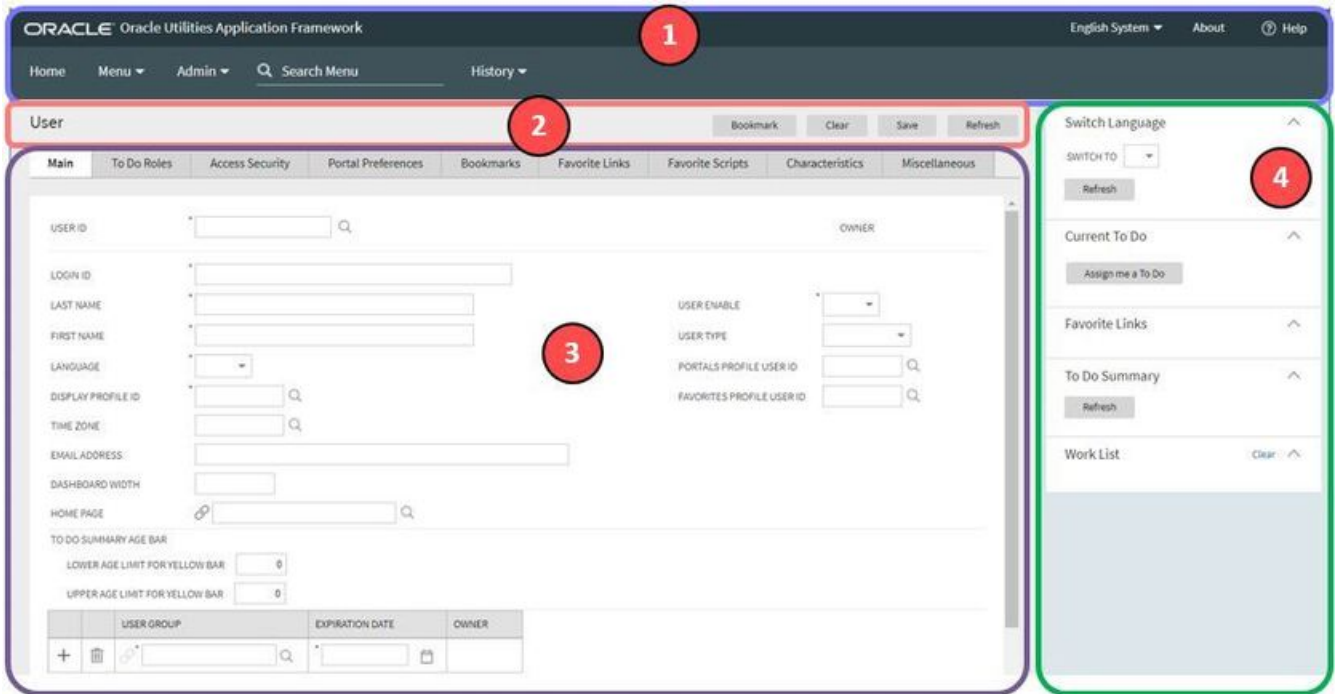 ORACLE Oracle Utilities Application Framework English System About Help
1
Home Menu Admin Search Menu History
User 2 Bookmark Clear Save Refresh
Main To Do Roles Access Security Portal Preferences Bookmarks Favorite Links Favorite Scripts Characteristics Miscellaneous
USER ID * OWNER
LOGIN ID *
LAST NAME * USER ENABLE *
FIRST NAME * USER TYPE
3
LANGUAGE * PORTALS PROFILE USER ID
DISPLAY PROFILE ID * FAVORITES PROFILE USER ID
TIME ZONE
EMAIL ADDRESS
DASHBOARD WIDTH
HOME PAGE
TO DO SUMMARY AGE BAR
LOWER AGE LIMIT FOR YELLOW BAR 0
UPPER AGE LIMIT FOR YELLOW BAR 0
USER GROUP EXPIRATION DATE OWNER
+ * *
Switch Language
SWITCH TO
4
Refresh
Current To Do
Assign me a To Do
Favorite Links
To Do Summary
Refresh
Work List Clear